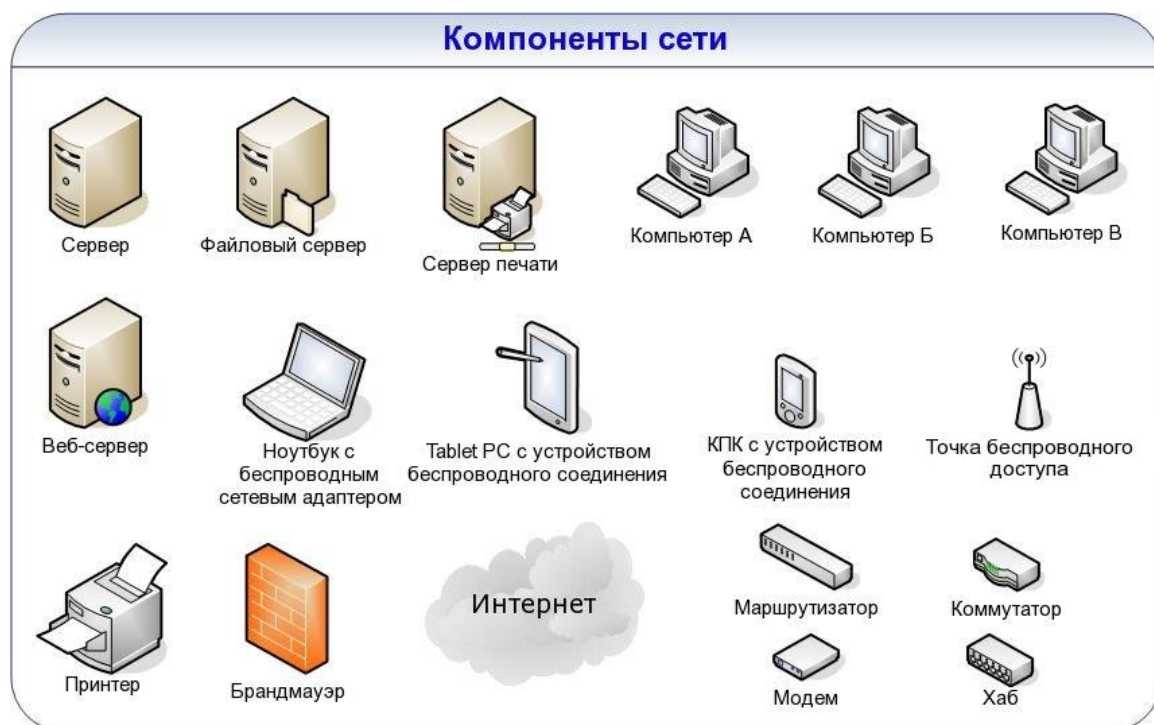 Компоненты сети
Сервер
Файловый сервер
Сервер печати
Компьютер А
Компьютер Б
Компьютер В
Веб-сервер
Ноутбук с
беспроводным
сетевым адаптером
Tablet PC с устройством
беспроводного соединения
КПК с устройством
беспроводного
соединения
Точка беспроводного
доступа
Принтер
Брандмауэр
Интернет
Маршрутизатор
Коммутатор
Модем
Хаб